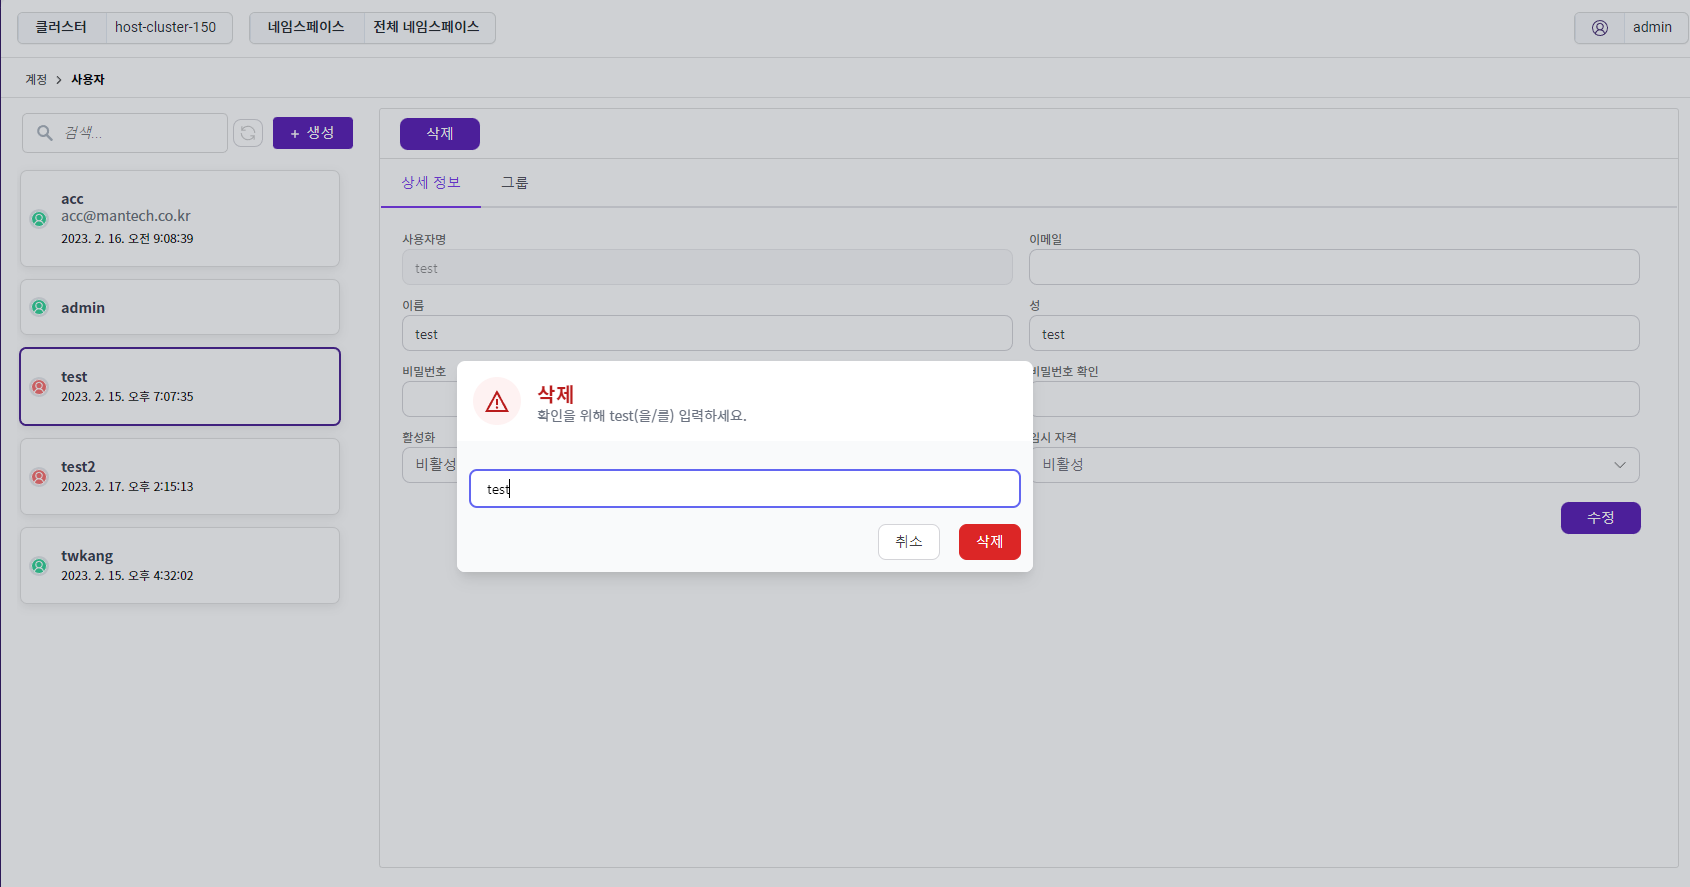 클러스터 host-cluster-150 네임스페이스 전체 네임스페이스 admin
계정 > 사용자
검색...
+ 생성
acc
acc@mantech.co.kr
2023. 2. 16. 오전 9:08:39
admin
test
2023. 2. 15. 오후 7:07:35
test2
2023. 2. 17. 오후 2:15:13
twkang
2023. 2. 15. 오후 4:32:02
삭제
상세 정보 그룹
사용자명 이메일
test
이름 성
test test
비밀번호 비밀번호 확인
활성화 임시 자격
비활성 비활성
수정
삭제
확인을 위해 test(을/를) 입력하세요.
test
취소 삭제